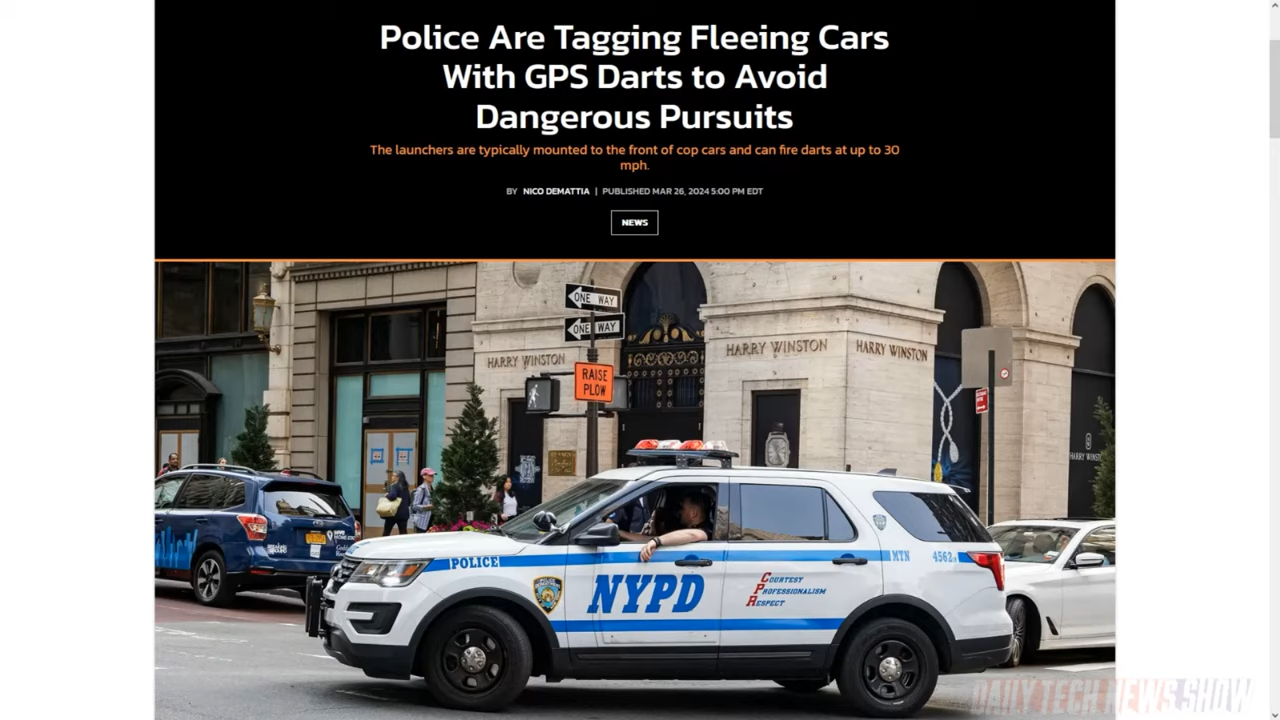 Police Are Tagging Fleeing Cars
With GPS Darts to Avoid
Dangerous Pursuits
The launchers are typically mounted to the front of cop cars and can fire darts at up to 30
mph.
BY NICO DEMATTIA | PUBLISHED MAR 26, 2024 5:00 PM EDT
NEWS
ONE WAY
ONE WAY
HARRY WINSTON
HARRY WINSTON
HARRY WINSTON
RAISE
PLOW
HARRY WINSTON
POLICE
NYPD
COURTESY
PROFESSIONALISM
RESPECT
MTN
4562
DAILY TECH NEWS SHOW